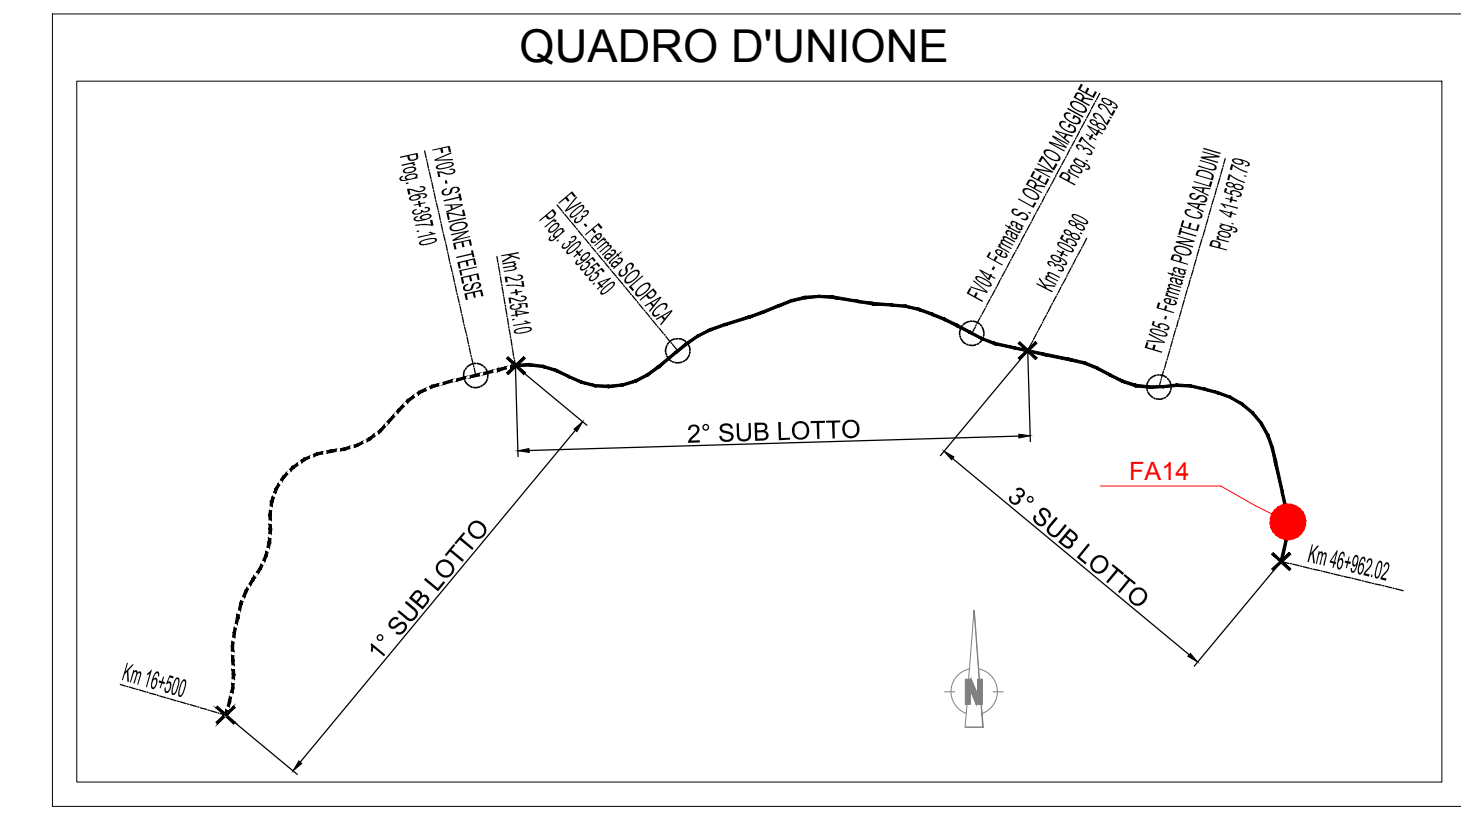 QUADRO D'UNIONE
FV02 - STAZIONE TELESE
Prog. 26+397.10
Km 27+254.10
FV03 - Fermata SOLOPACA
Prog. 30+9555.40
FV04 - Fermata S. LORENZO MAGGIORE
Prog. 37+482.29
Km 39+058.80
FV05 - Fermata PONTE CASALDUNI
Prog. 41+587.79
2° SUB LOTTO
FA14
3° SUB LOTTO
1° SUB LOTTO
Km 46+962.02
Km 16+500
N